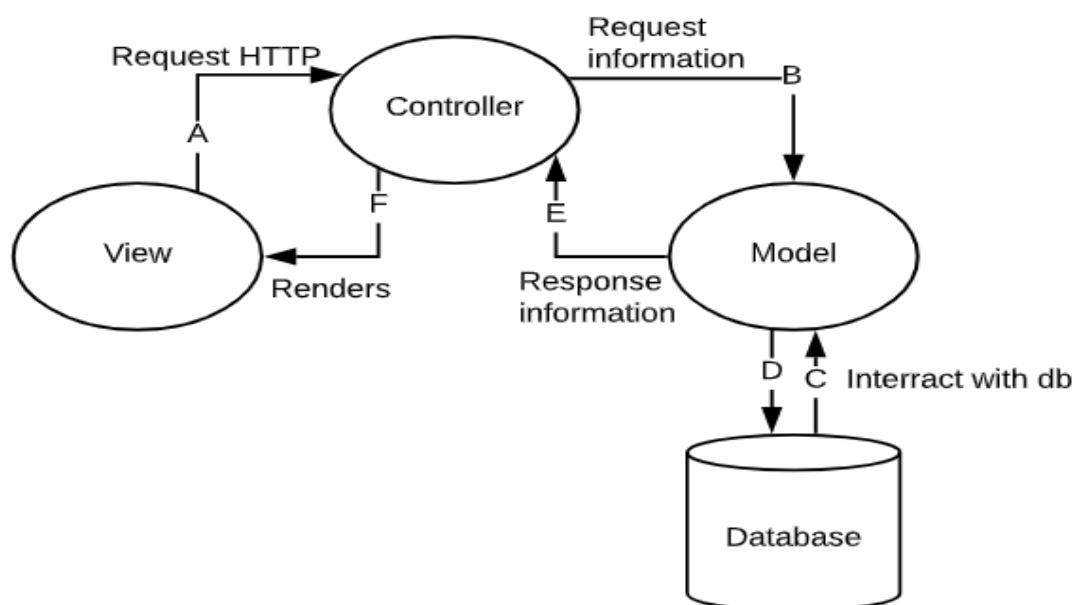 Request HTTP
Request
information
Controller
B
A
F
E
View
Model
Renders
Response
information
D
C
Interract with db
Database